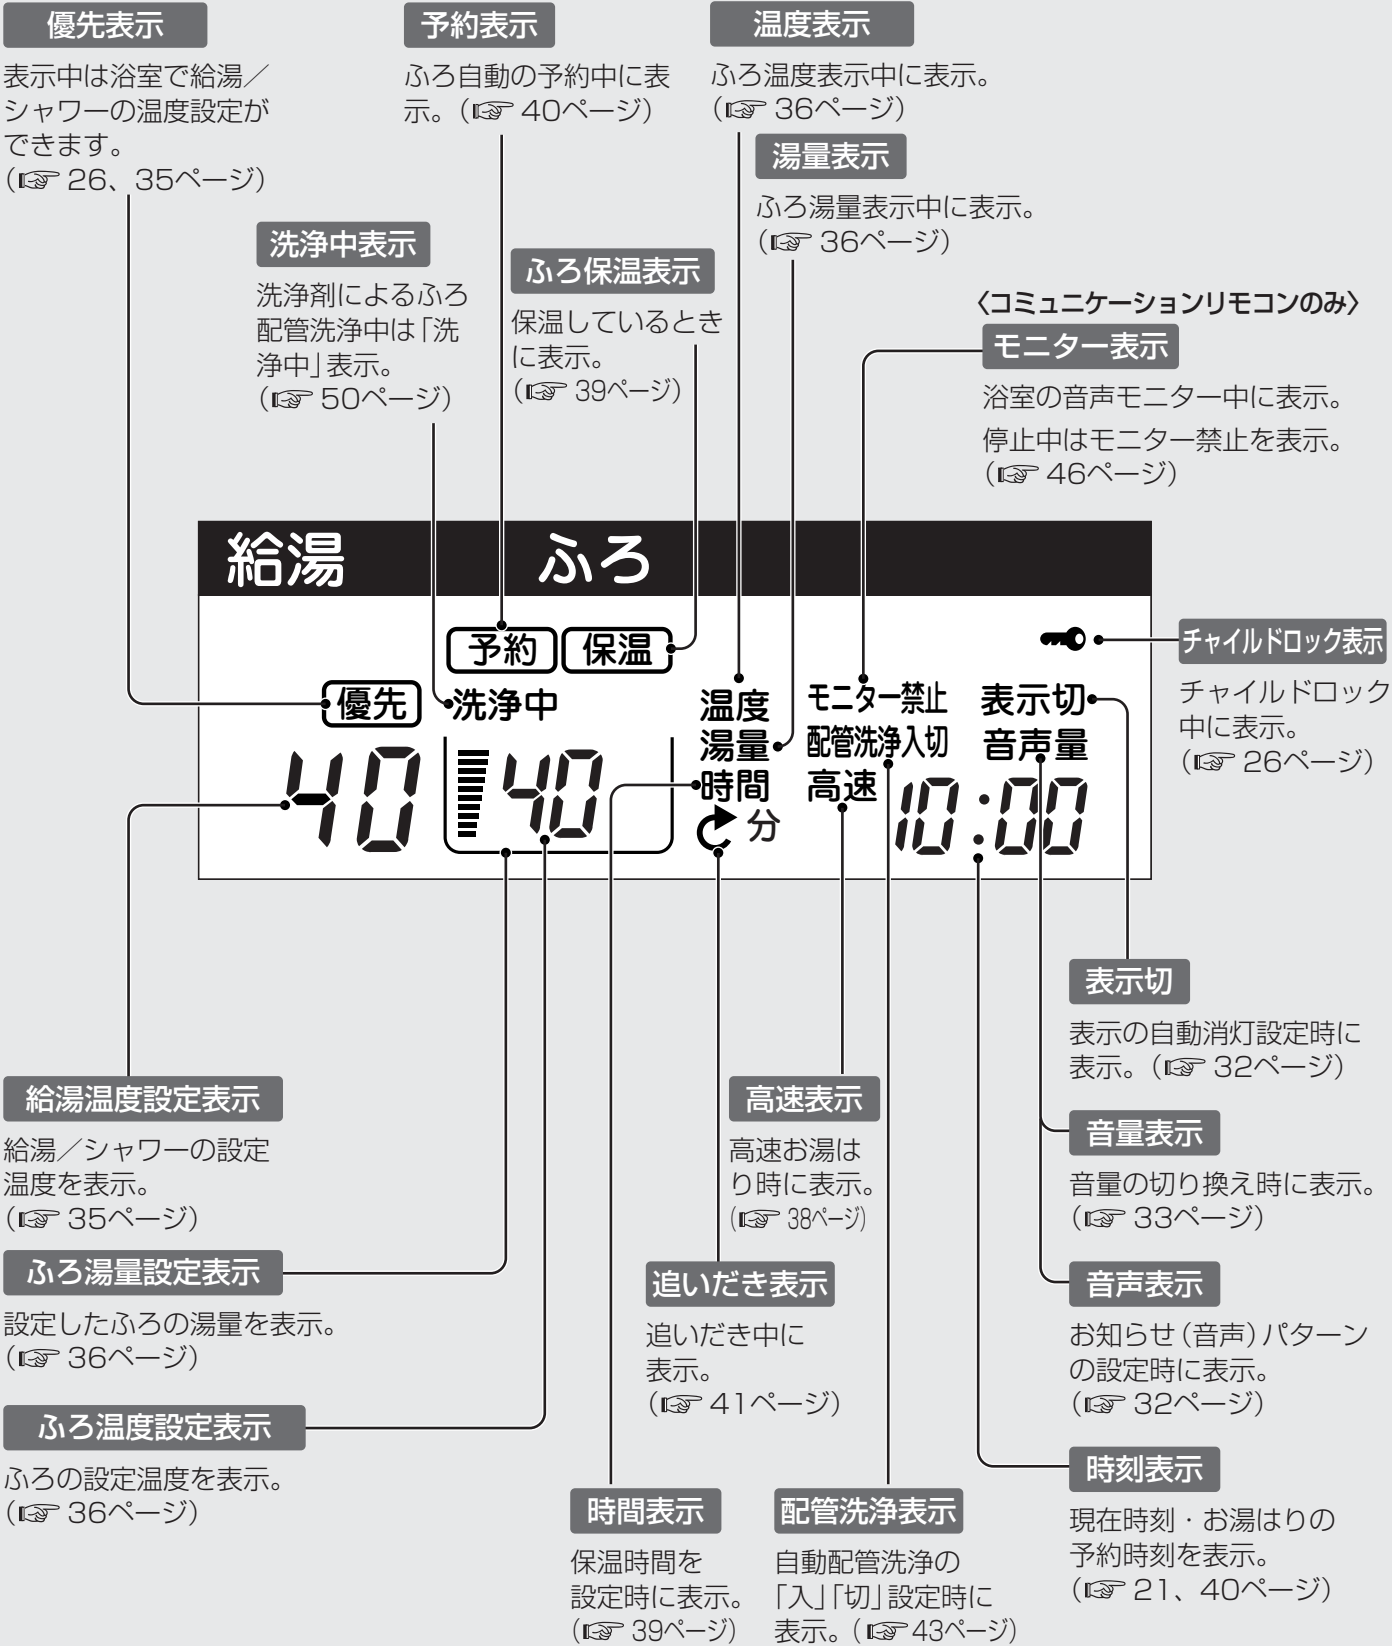 優先表示
表示中は浴室で給湯／
シャワーの温度設定が
できます。
(☞ 26、35ページ)
予約表示
ふろ自動の予約中に表
示。(☞ 40ページ)
温度表示
ふろ温度表示中に表示。
(☞ 36ページ)
湯量表示
ふろ湯量表示中に表示。
(☞ 36ページ)
洗浄中表示
洗浄剤によるふろ
配管洗浄中は「洗
浄中」表示。
(☞ 50ページ)
ふろ保温表示
保温しているとき
に表示。
(☞ 39ページ)
〈コミュニケーションリモコンのみ〉
モニター表示
浴室の音声モニター中に表示。
停止中はモニター禁止を表示。
(☞ 46ページ)
給湯 ふろ
予約 保温
優先 洗浄中 温度 モニター禁止 表示切
湯量 配管洗浄入切 音声量
時間 高速
40 40 分 10:00
チャイルドロック表示
チャイルドロック
中に表示。
(☞ 26ページ)
表示切
表示の自動消灯設定時に
表示。(☞ 32ページ)
給湯温度設定表示
給湯／シャワーの設定
温度を表示。
(☞ 35ページ)
高速表示
高速お湯は
り時に表示。
(☞ 38ページ)
音量表示
音量の切り換え時に表示。
(☞ 33ページ)
ふろ湯量設定表示
設定したふろの湯量を表示。
(☞ 36ページ)
追いだき表示
追いだき中に
表示。
(☞ 41ページ)
音声表示
お知らせ(音声)パターン
の設定時に表示。
(☞ 32ページ)
ふろ温度設定表示
ふろの設定温度を表示。
(☞ 36ページ)
時間表示
保温時間を
設定時に表示。
(☞ 39ページ)
配管洗浄表示
自動配管洗浄の
「入」「切」設定時に
表示。(☞43ページ)
時刻表示
現在時刻・お湯はりの
予約時刻を表示。
(☞ 21、40ページ)